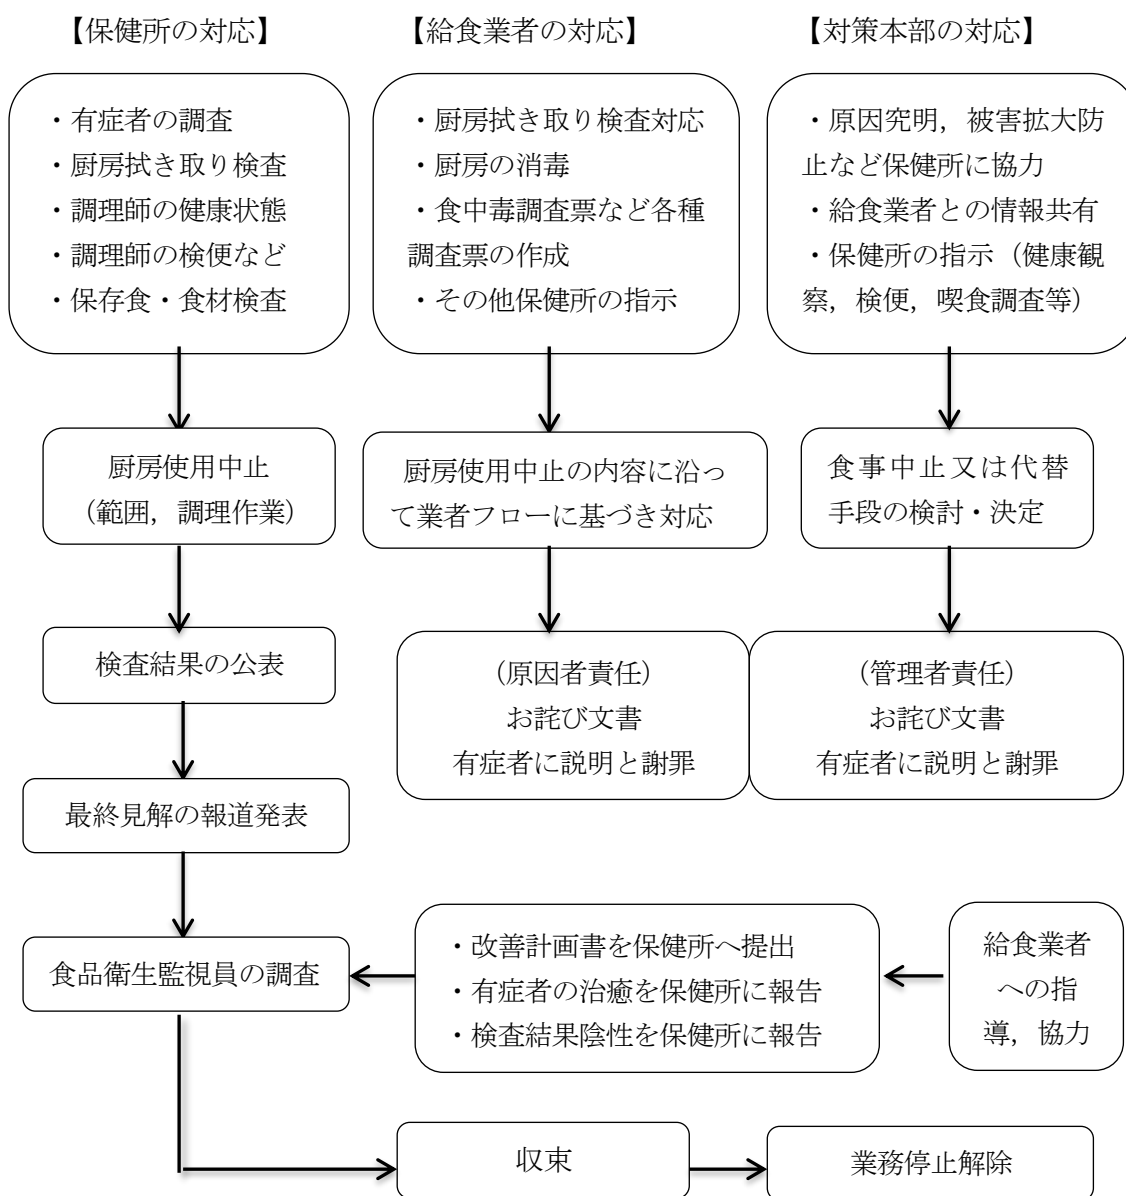 【保健所の対応】
【給食業者の対応】
【対策本部の対応】
・有症者の調査
・厨房拭き取り検査
・調理師の健康状態
・調理師の検便など
・保存食・食材検査
・厨房拭き取り検査対応
・厨房の消毒
・食中毒調査票など各種
調査票の作成
・その他保健所の指示
・原因究明，被害拡大防
止など保健所に協力
・給食業者との情報共有
・保健所の指示（健康観
察，検便，喫食調査等）
厨房使用中止
（範囲，調理作業）
厨房使用中止の内容に沿っ
て業者フローに基づき対応
食事中止又は代替
手段の検討・決定
検査結果の公表
（原因者責任）
お詫び文書
有症者に説明と謝罪
（管理者責任）
お詫び文書
有症者に説明と謝罪
最終見解の報道発表
食品衛生監視員の調査
・改善計画書を保健所へ提出
・有症者の治癒を保健所に報告
・検査結果陰性を保健所に報告
給食業者
への指
導，協力
収束
業務停止解除